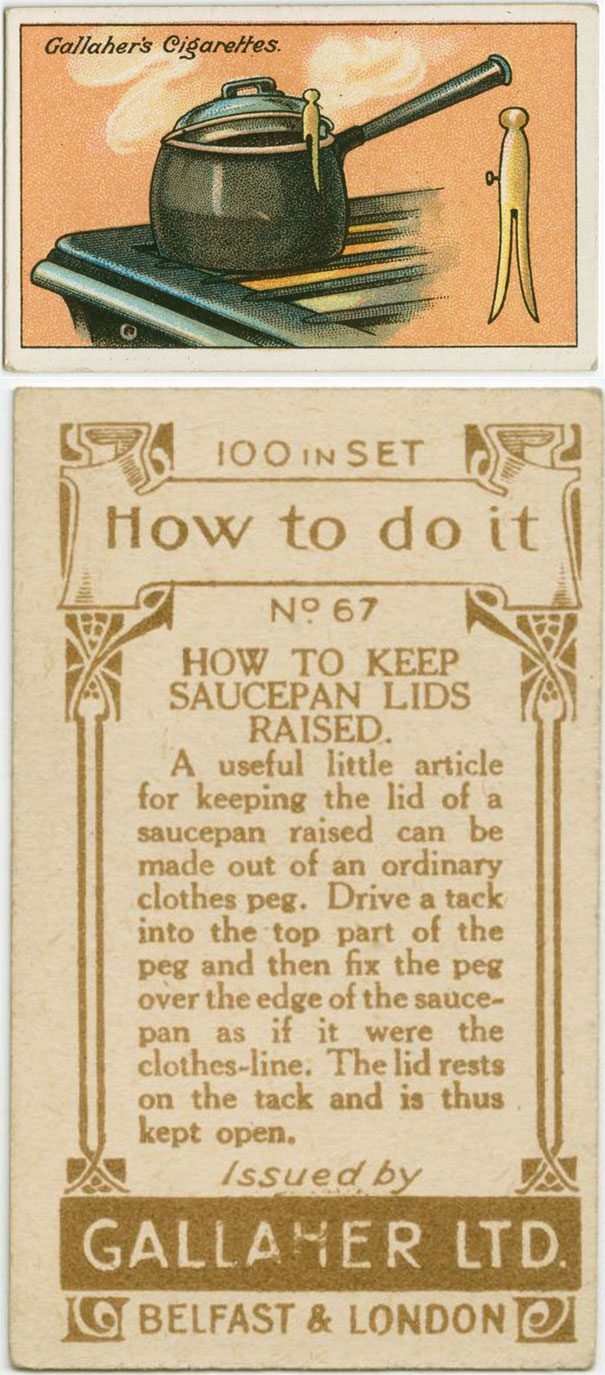 Gallaher's Cigarettes.
100 IN SET
How to do it
Nº 67
HOW TO KEEP
SAUCEPAN LIDS
RAISED.
A useful little article
for keeping the lid of a
saucepan raised can be
made out of an ordinary
clothes peg. Drive a tack
into the top part of the
peg and then fix the peg
over the edge of the sauce-
pan as if it were the
clothes-line. The lid rests
on the tack and is thus
kept open.
Issued by
GALLAHER LTD.
BELFAST & LONDON